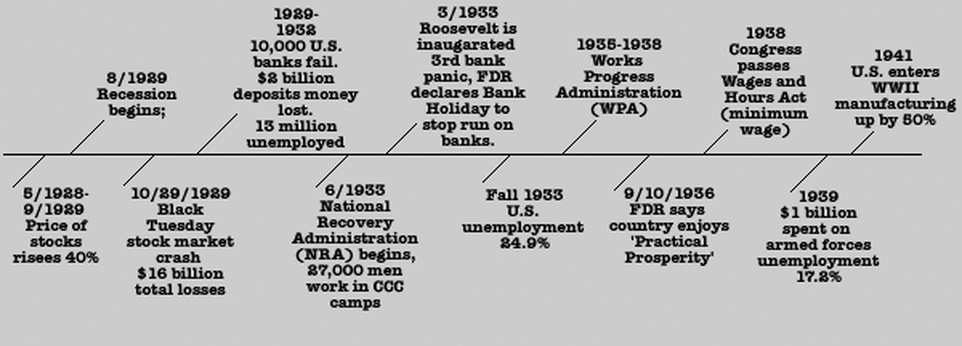 8/1929
Recession
begins;
1929-
1932
10,000 U.S.
banks fail.
$2 billion
deposits money
lost.
13 million
unemployed
3/1933
Roosevelt is
inaugarated
3rd bank
panic, FDR
declares Bank
Holiday to
stop run on
banks.
1935-1938
Works
Progress
Administration
(WPA)
1938
Congress
passes
Wages and
Hours Act
(minimum
wage)
1941
U.S. enters
WWII
manufacturing
up by 50%
5/1928-
9/1929
Price of
stocks
risees 40%
10/29/1929
Black
Tuesday
stock market
crash
$16 billion
total losses
6/1933
National
Recovery
Administration
(NRA) begins,
27,000 men
work in CCC
camps
Fall 1933
U.S.
unemployment
24.9%
9/10/1936
FDR says
country enjoys
'Practical
Prosperity'
1939
$1 billion
spent on
armed forces
unemployment
17.2%